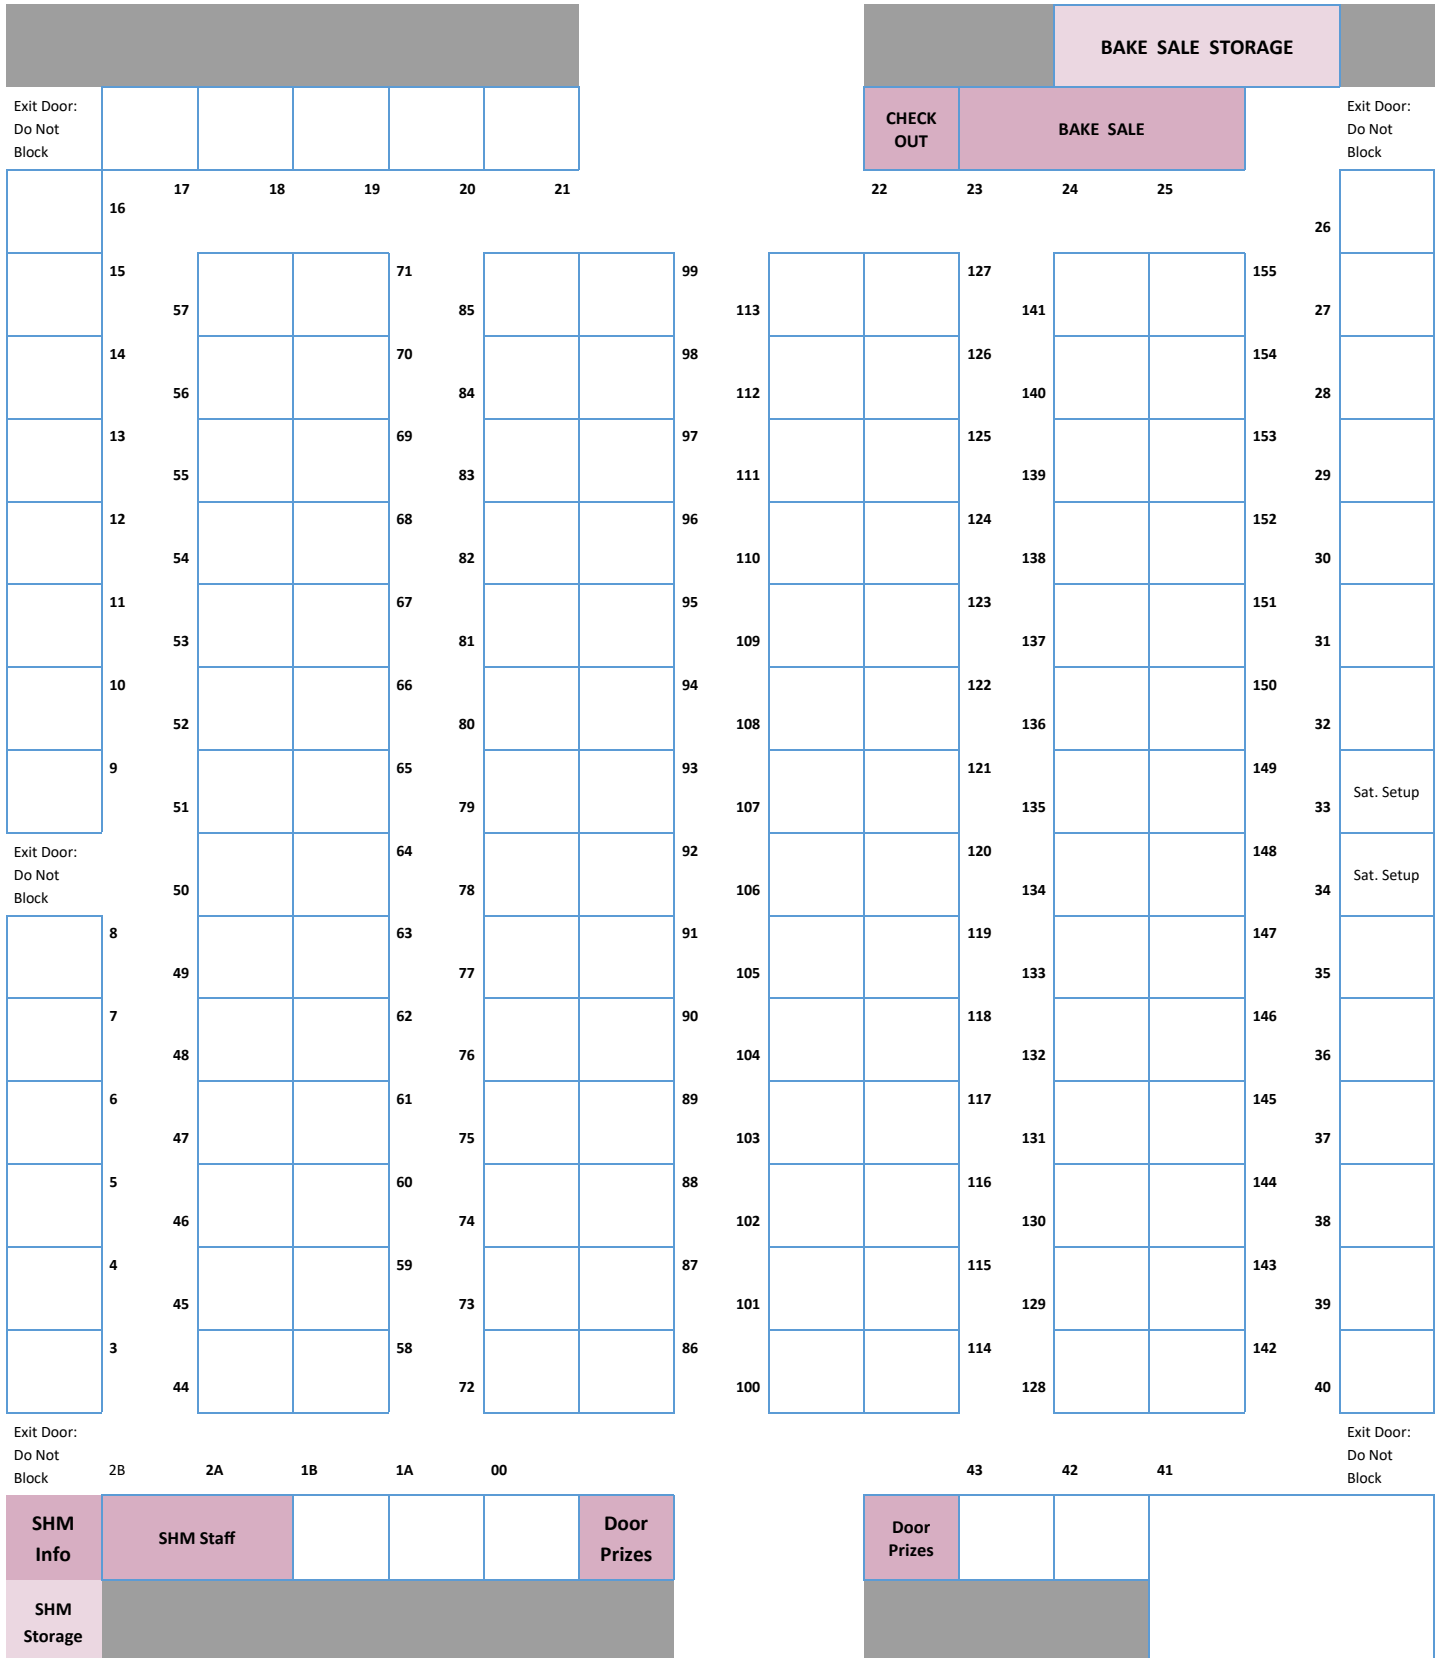 BAKE SALE STORAGE
Exit Door:
Do Not
Block
CHECK
OUT
BAKE SALE
Exit Door:
Do Not
Block
17 18 19 20 21 22 23 24 25
16
26
15 71 99 127 155
57 85 113 141 27
14 70 98 126 154
56 84 112 140 28
13 69 97 125 153
55 83 111 139 29
12 68 96 124 152
54 82 110 138 30
11 67 95 123 151
53 81 109 137 31
10 66 94 122 150
52 80 108 136 32
9 65 93 121 149
Sat. Setup
51 79 107 135 33
Exit Door:
Do Not
Block
64 92 120 148
Sat. Setup
50 78 106 134 34
8 63 91 119 147
49 77 105 133 35
7 62 90 118 146
48 76 104 132 36
6 61 89 117 145
47 75 103 131 37
5 60 88 116 144
46 74 102 130 38
4 59 87 115 143
45 73 101 129 39
3 58 86 114 142
44 72 100 128 40
Exit Door:
Do Not
Block
2B 2A 1B 1A 00 43 42 41
Exit Door:
Do Not
Block
SHM
Info
SHM Staff
Door
Prizes
Door
Prizes
SHM
Storage